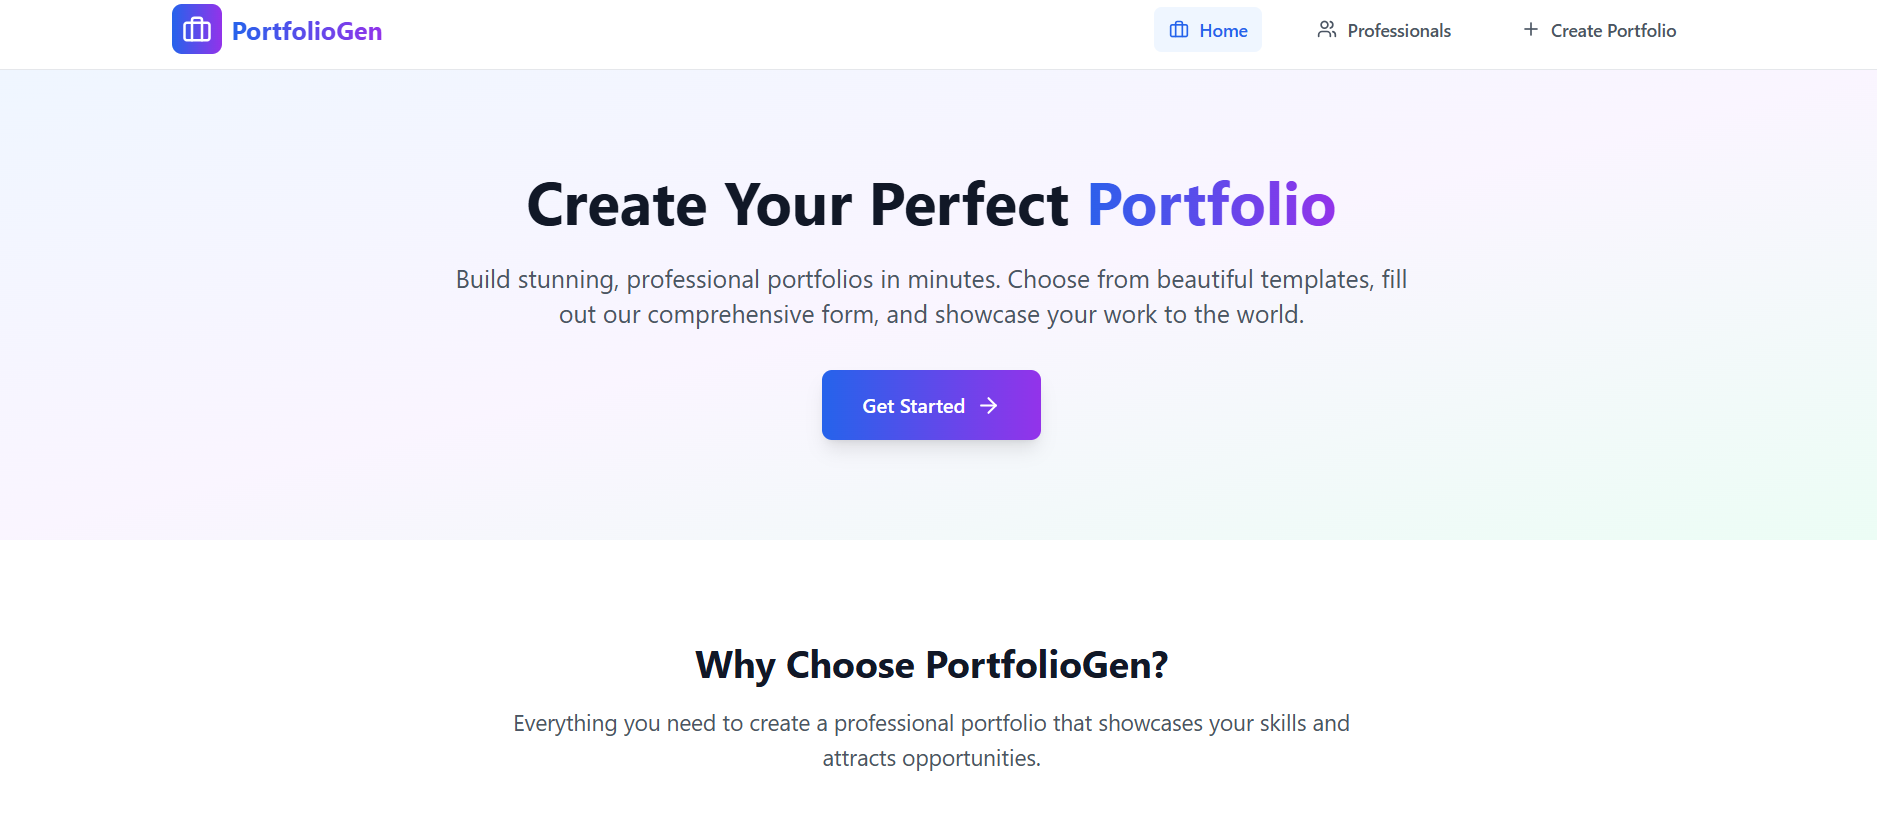 PortfolioGen
Home
Professionals
Create Portfolio
Create Your Perfect Portfolio
Build stunning, professional portfolios in minutes. Choose from beautiful templates, fill
out our comprehensive form, and showcase your work to the world.
Get Started
Why Choose PortfolioGen?
Everything you need to create a professional portfolio that showcases your skills and
attracts opportunities.